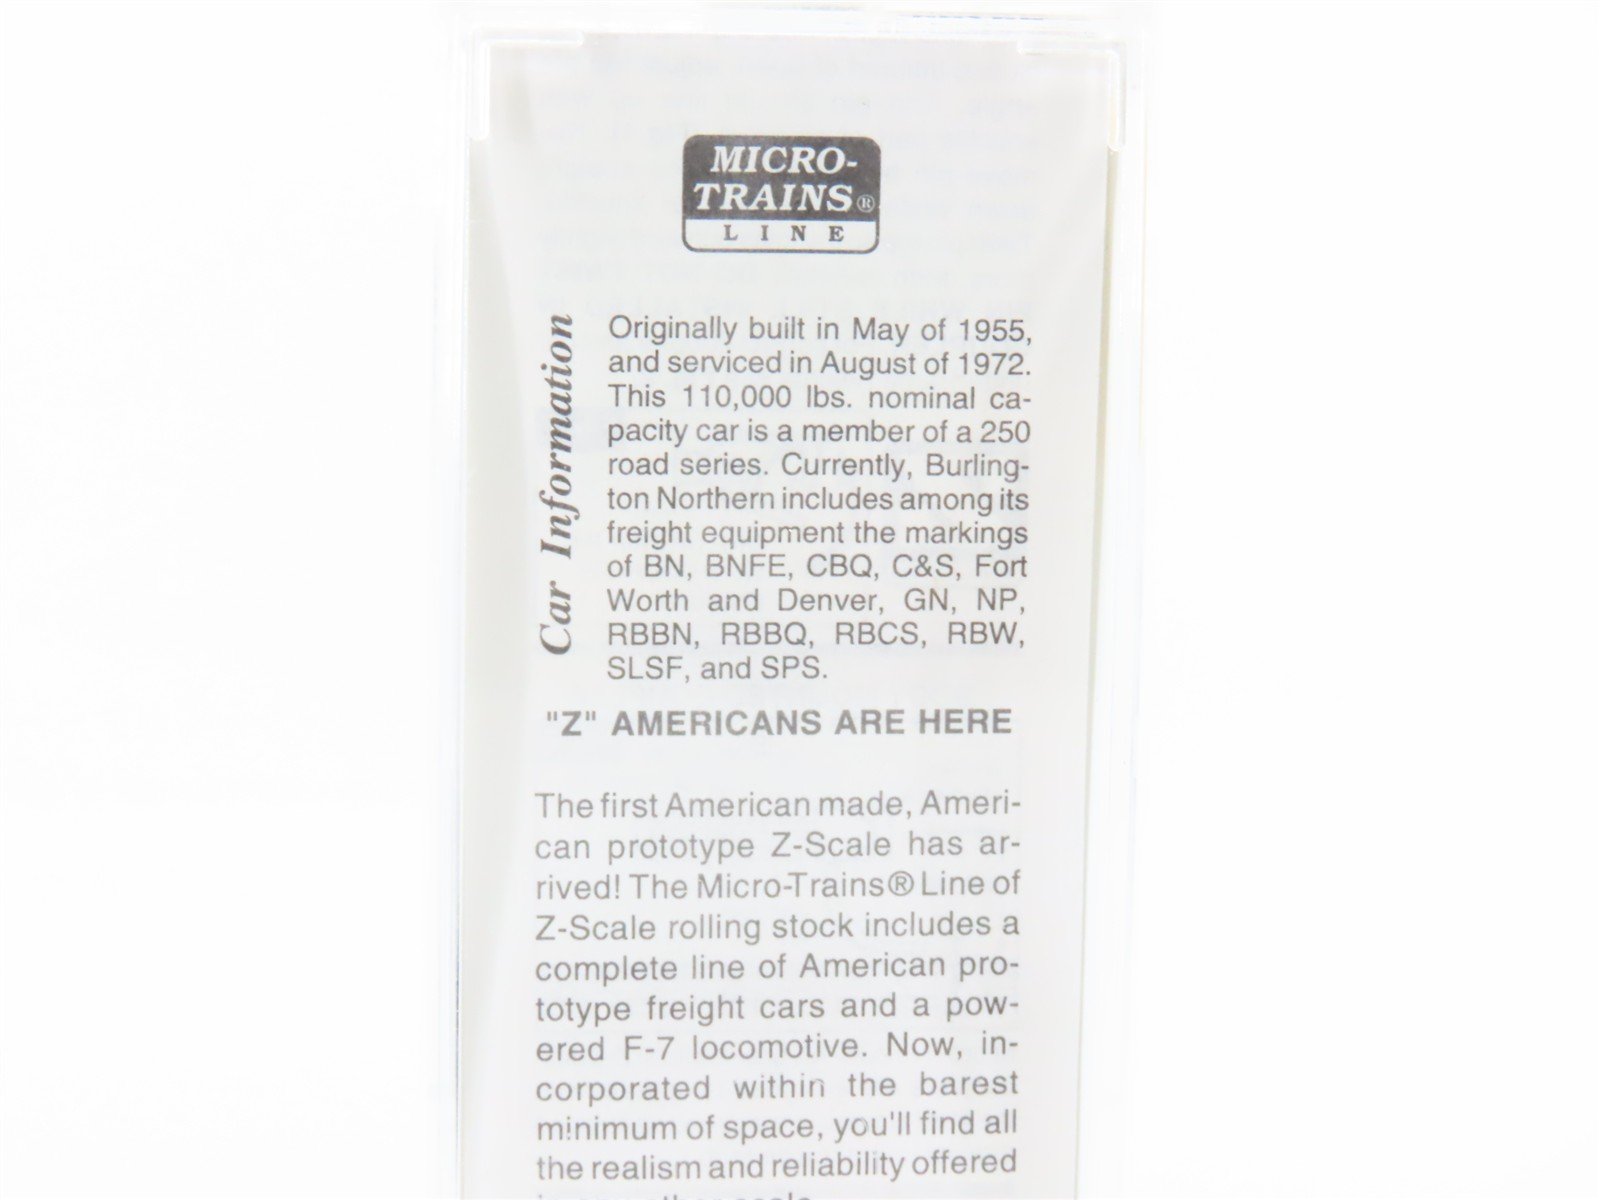 MICRO-
TRAINS®
LINE
Car Information
Originally built in May of 1955,
and serviced in August of 1972.
This 110,000 lbs. nominal ca-
pacity car is a member of a 250
road series. Currently, Burling-
ton Northern includes among its
freight equipment the markings
of BN, BNFE, CBQ, C&S, Fort
Worth and Denver, GN, NP,
RBBN, RBBQ, RBCS, RBW,
SLSF, and SPS.
"Z" AMERICANS ARE HERE
The first American made, Ameri-
can prototype Z-Scale has ar-
rived! The Micro-Trains® Line of
Z-Scale rolling stock includes a
complete line of American pro-
totype freight cars and a pow-
ered F-7 locomotive. Now, in-
corporated within the barest
minimum of space, you'll find all
the realism and reliability offered